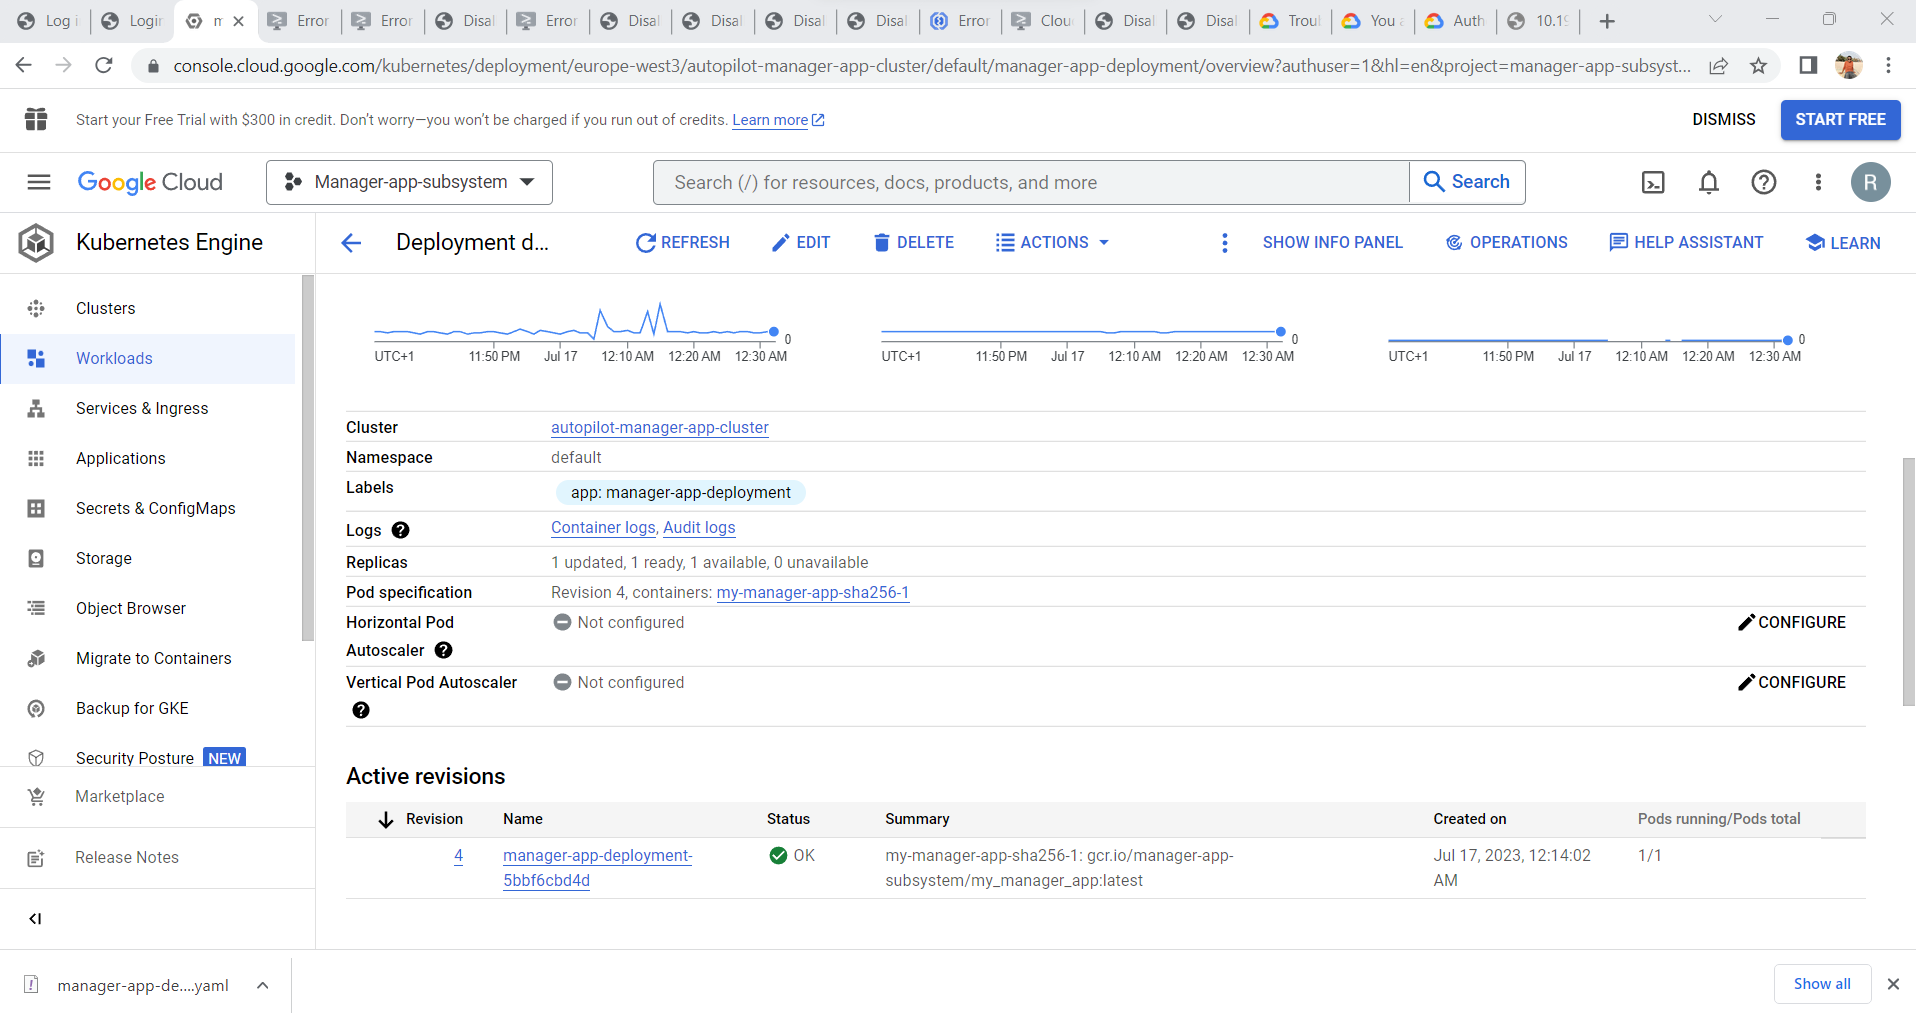 Log i
Login
m
Error
Error
Disal
Error
Disal
Disal
Disal
Disal
Error
Clou
Disal
Disal
Trou
You a
Auth
10.19
console.cloud.google.com/kubernetes/deployment/europe-west3/autopilot-manager-app-cluster/default/manager-app-deployment/overview?authuser=1&hl=en&project=manager-app-subsyst...
Start your Free Trial with $300 in credit. Don't worry—you won't be charged if you run out of credits. Learn more
DISMISS
START FREE
Google Cloud
Manager-app-subsystem
Search (/) for resources, docs, products, and more
Search
R
Kubernetes Engine
Deployment d...
REFRESH
EDIT
DELETE
ACTIONS
SHOW INFO PANEL
OPERATIONS
HELP ASSISTANT
LEARN
Clusters
Workloads
Services & Ingress
Applications
Secrets & ConfigMaps
Storage
Object Browser
Migrate to Containers
Backup for GKE
Security Posture NEW
Marketplace
Release Notes
0
UTC+1 11:50 PM Jul 17 12:10 AM 12:20 AM 12:30 AM
0
UTC+1 11:50 PM Jul 17 12:10 AM 12:20 AM 12:30 AM
0
UTC+1 11:50 PM Jul 17 12:10 AM 12:20 AM 12:30 AM
Cluster autopilot-manager-app-cluster
Namespace default
Labels app: manager-app-deployment
Logs ? Container logs, Audit logs
Replicas 1 updated, 1 ready, 1 available, 0 unavailable
Pod specification Revision 4, containers: my-manager-app-sha256-1
Horizontal Pod Not configured CONFIGURE
Autoscaler ?
Vertical Pod Autoscaler Not configured CONFIGURE
?
Active revisions
Revision Name Status Summary Created on Pods running/Pods total
4 manager-app-deployment- OK my-manager-app-sha256-1: gcr.io/manager-app- Jul 17, 2023, 12:14:02 1/1
5bbf6cbd4d subsystem/my_manager_app:latest AM
manager-app-de....yaml
Show all